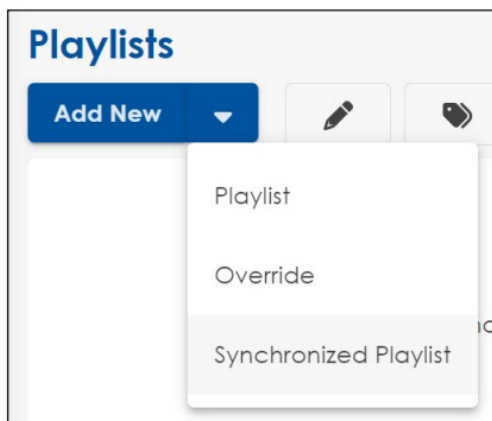 Playlists
Add New
Playlist
Override
Synchronized Playlist